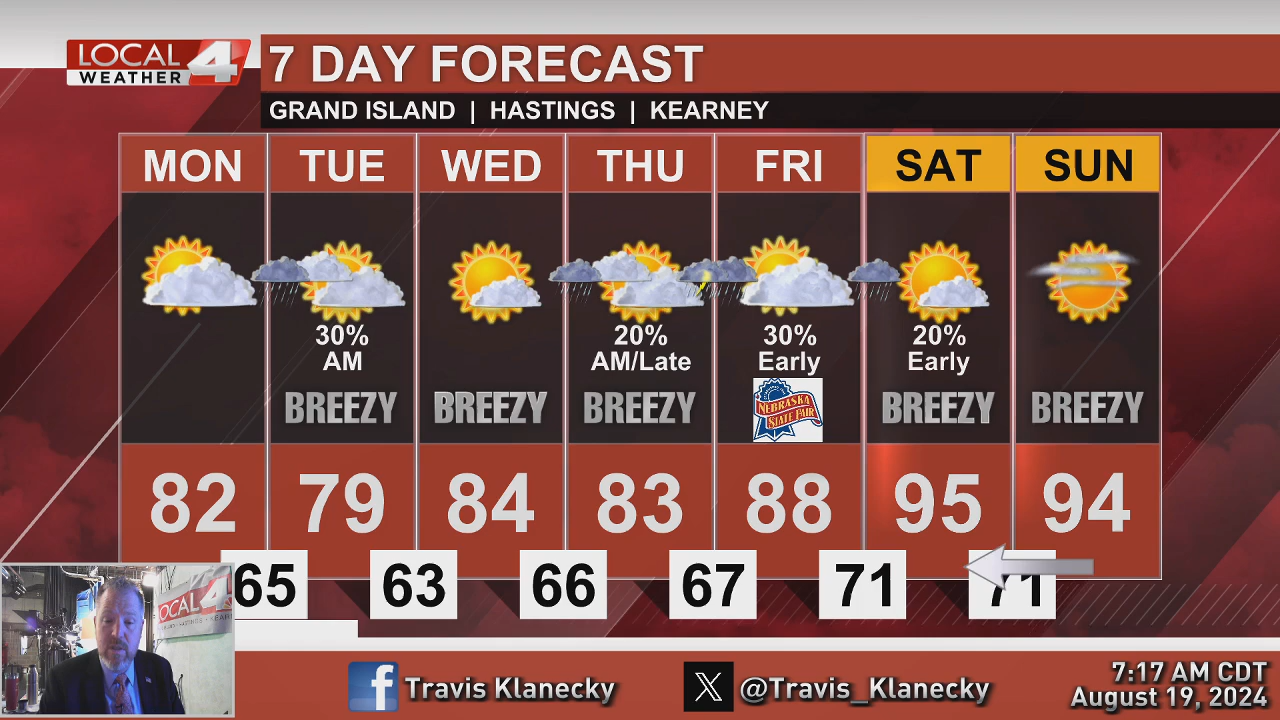 LOCAL 4
WEATHER
7 DAY FORECAST
GRAND ISLAND | HASTINGS | KEARNEY
MON TUE WED THU FRI SAT SUN
30% 20% 30% 20%
AM AM/Late Early Early
BREEZY BREEZY BREEZY BREEZY BREEZY
NEBRASKA
STATE FAIR
82 79 84 83 88 95 94
65 63 66 67 71 71
LOCAL 4
Travis Klanecky
@Travis_Klanecky
7:17 AM CDT
August 19, 2024